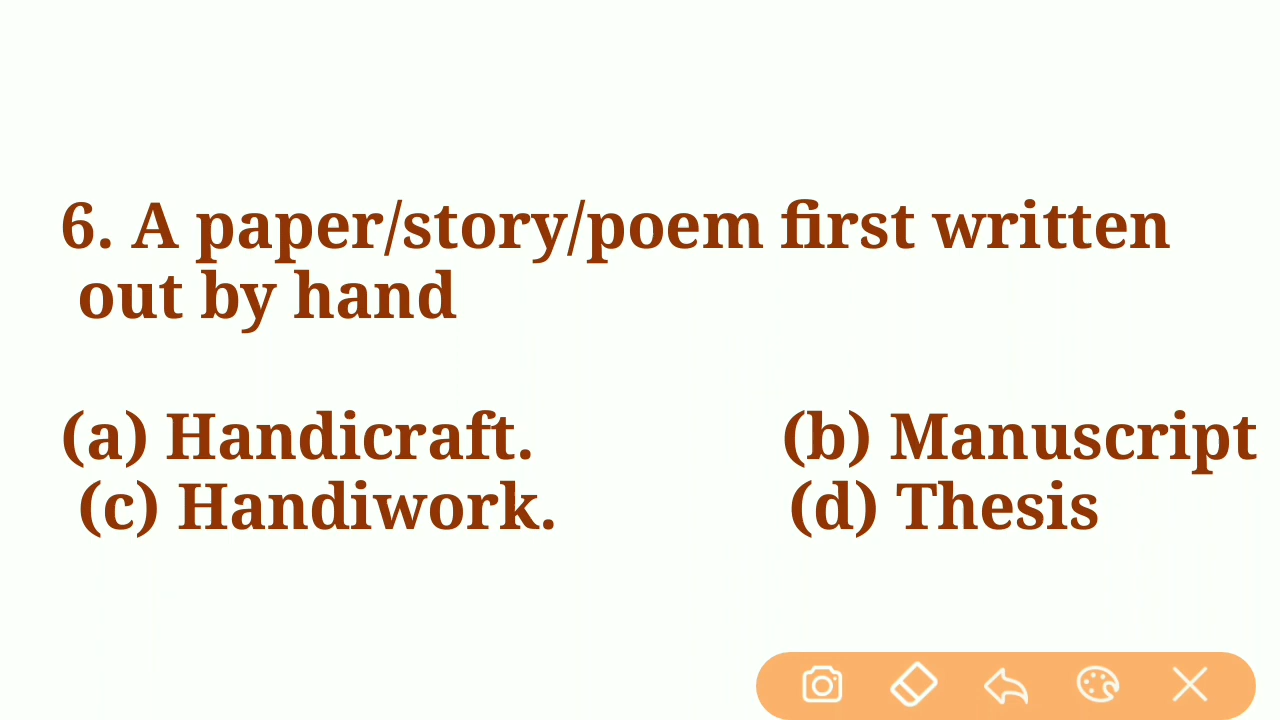 6. A paper/story/poem first written
out by hand
(a) Handicraft. (b) Manuscript
(c) Handiwork. (d) Thesis